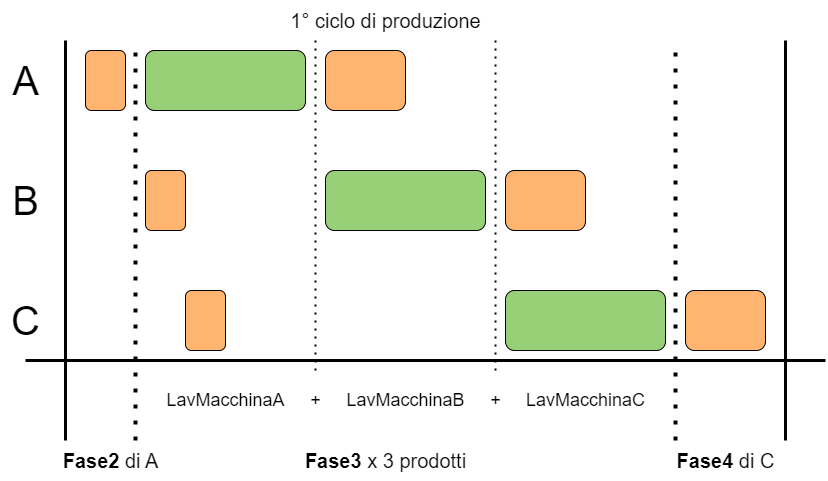 1° ciclo di produzione
A
B
C
LavMacchinaA + LavMacchinaB + LavMacchinaC
Fase2 di A
Fase3 x 3 prodotti
Fase4 di C